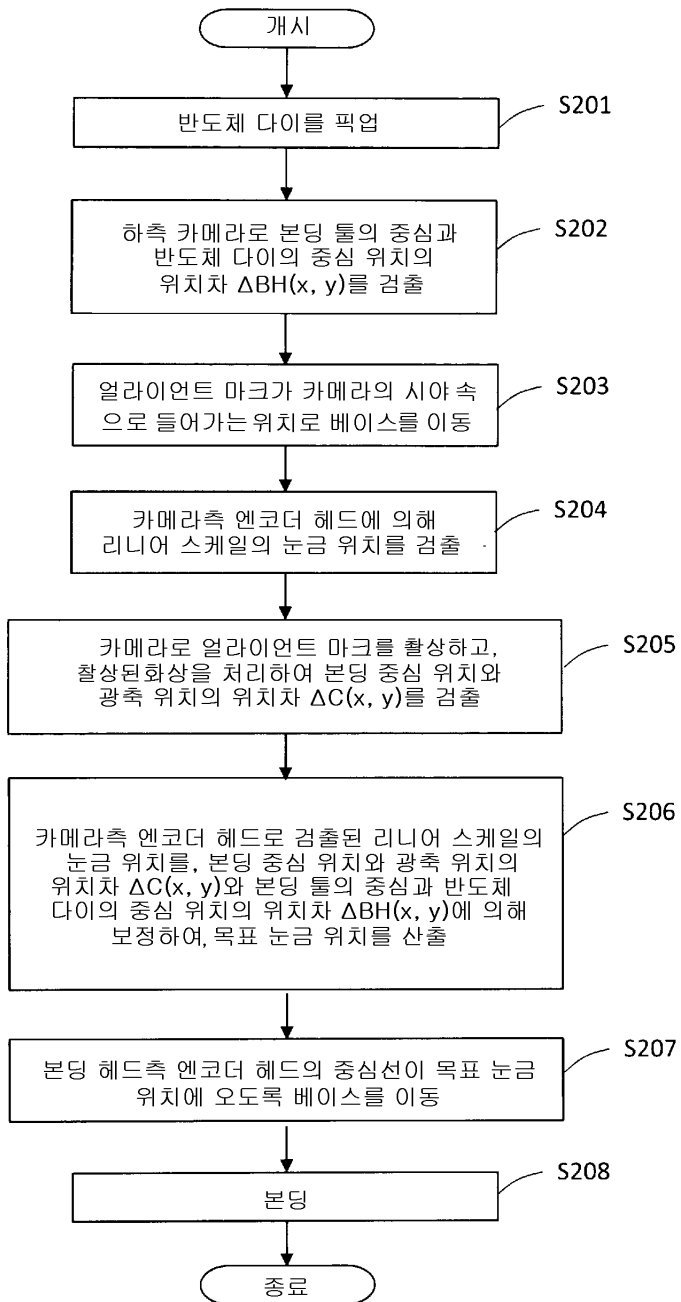 개시
반도체 다이를 픽업
S201
하측 카메라로 본딩 툴의 중심과
반도체 다이의 중심 위치의
위치차 ΔBH(x, y)를 검출
S202
얼라이언트 마크가 카메라의 시야 속
으로 들어가는 위치로 베이스를 이동
S203
카메라측 엔코더 헤드에 의해
리니어 스케일의 눈금 위치를 검출
S204
카메라로 얼라이언트 마크를 촬상하고,
촬상된화상을 처리하여 본딩 중심 위치와
광축 위치의 위치차 ΔC(x, y)를 검출
S205
카메라측 엔코더 헤드로 검출된 리니어 스케일의
눈금 위치를, 본딩 중심 위치와 광축 위치의
위치차 ΔC(x, y)와 본딩 툴의 중심과 반도체
다이의 중심 위치의 위치차 ΔBH(x, y)에 의해
보정하여, 목표 눈금 위치를 산출
S206
본딩 헤드측 엔코더 헤드의 중심선이 목표 눈금
위치에 오도록 베이스를 이동
S207
본딩
S208
종료